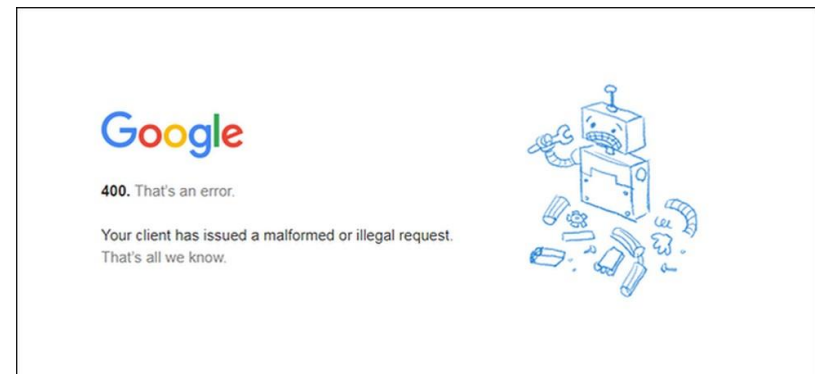 Google
400. That's an error.
Your client has issued a malformed or illegal request.
That's all we know.